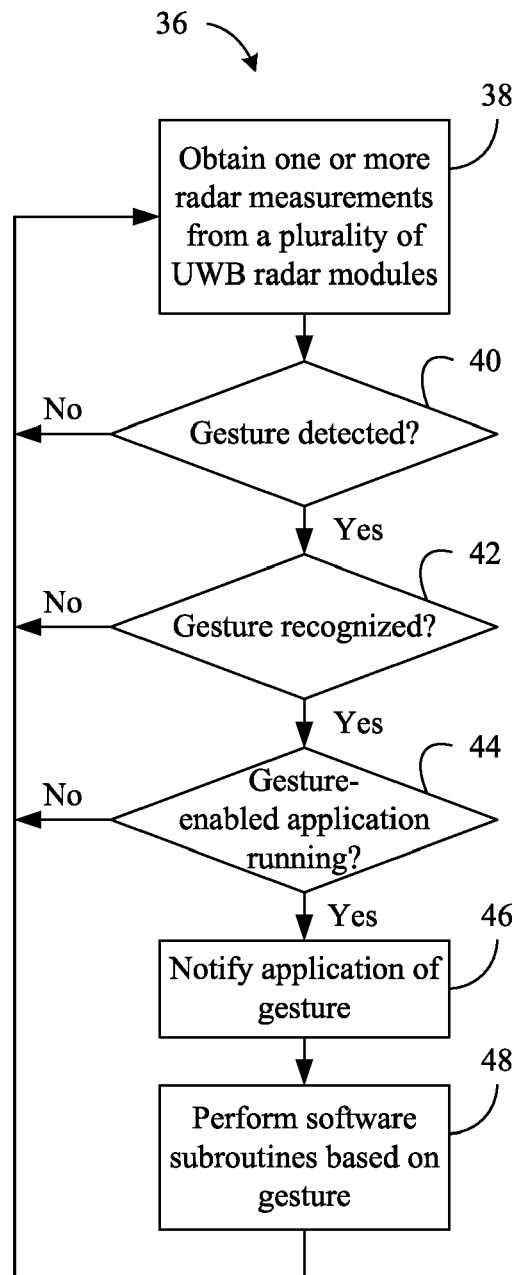 36
38
Obtain one or more
radar measurements
from a plurality of
UWB radar modules
40
No
Gesture detected?
Yes
42
No
Gesture recognized?
Yes
44
No
Gesture-
enabled application
running?
Yes
46
Notify application of
gesture
48
Perform software
subroutines based on
gesture